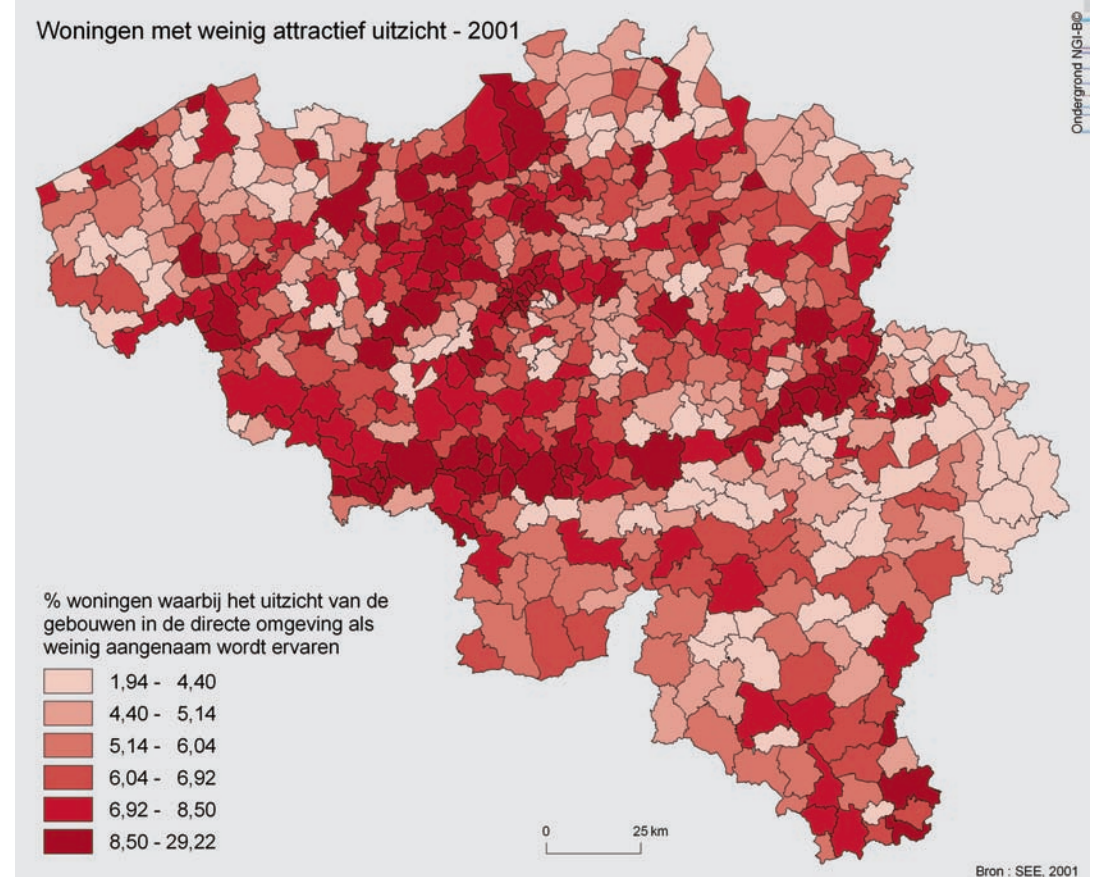 Woningen met weinig attractief uitzicht - 2001
Ondergrond NGI-B©
% woningen waarbij het uitzicht van de
gebouwen in de directe omgeving als
weinig aangenaam wordt ervaren
1,94 - 4,40
4,40 - 5,14
5,14 - 6,04
6,04 - 6,92
6,92 - 8,50
8,50 - 29,22
0 25 km
Bron : SEE, 2001